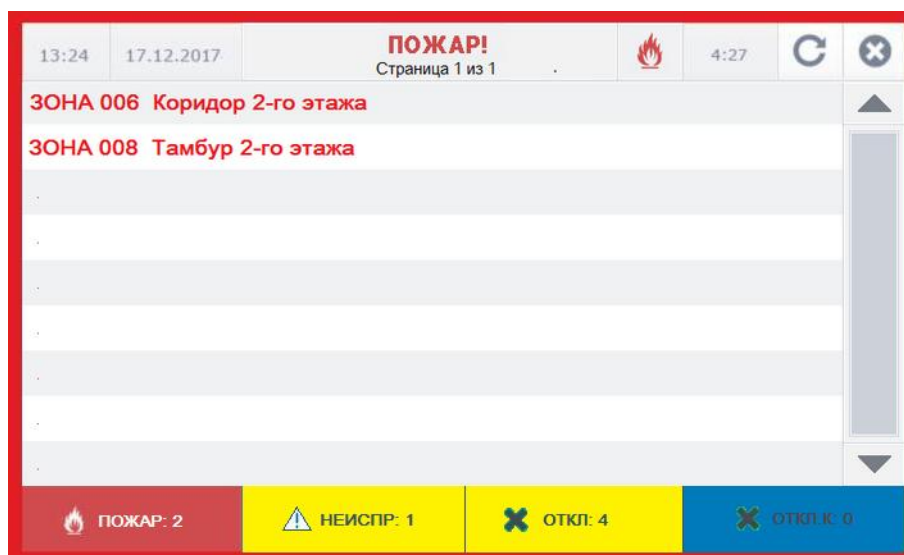 13:24
17.12.2017
ПОЖАР!
Страница 1 из 1
4:27
ЗОНА 006 Коридор 2-го этажа
ЗОНА 008 Тамбур 2-го этажа
ПОЖАР: 2
НЕИСПР: 1
ОТКЛ: 4
ОТКЛ.К: 0